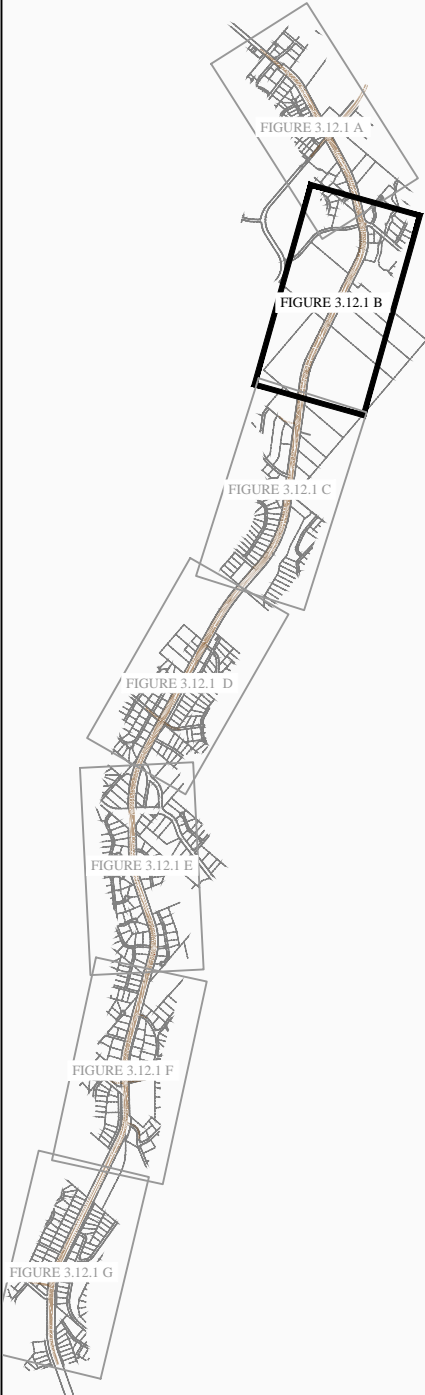 FIGURE 3.12.1 A
FIGURE 3.12.1 B
FIGURE 3.12.1 C
FIGURE 3.12.1 D
FIGURE 3.12.1 E
FIGURE 3.12.1 F
FIGURE 3.12.1 G